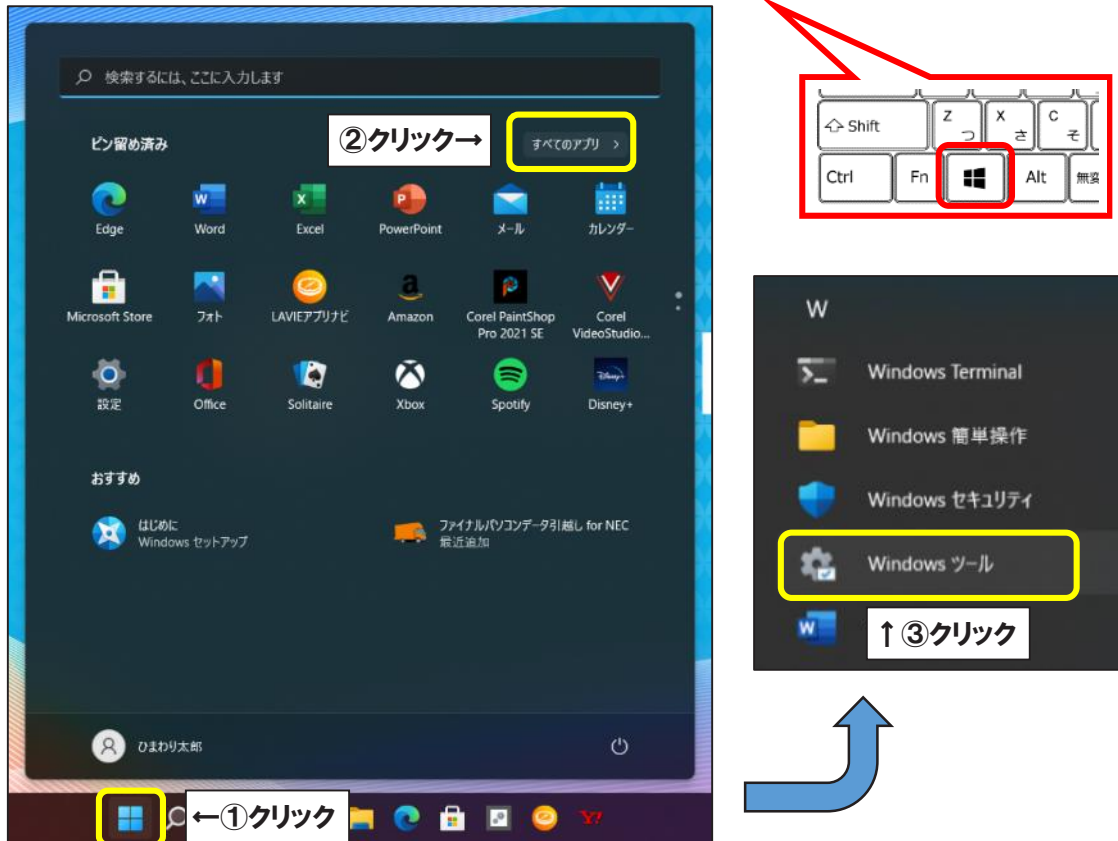 検索するには、ここに入力します
ピン留め済み
②クリック→
すべてのアプリ >
Edge
Word
Excel
PowerPoint
メール
カレンダー
Microsoft Store
フォト
LAVIEアプリナビ
Amazon
Corel PaintShop
Pro 2021 SE
Corel
VideoStudio...
設定
Office
Solitaire
Xbox
Spotify
Disney+
おすすめ
はじめに
Windows セットアップ
ファイナルパソコンデータ引越し for NEC
最近追加
ひまわり太郎
←①クリック
Shift
Z
っ
X
さ
C
そ
Ctrl
Fn
Alt
無変
W
Windows Terminal
Windows 簡単操作
Windows セキュリティ
Windows ツール
↑③クリック